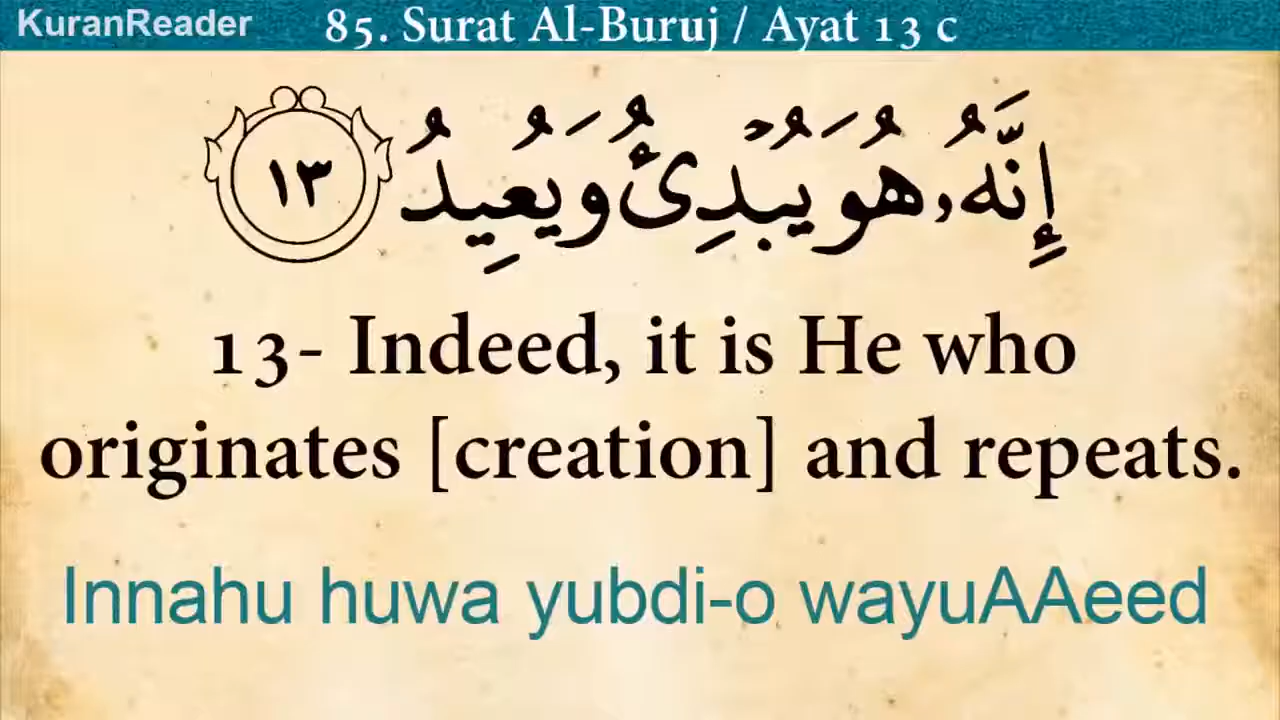 KuranReader
85. Surat Al-Buruj / Ayat 13 c
إِنَّهُۥ هُوَ يُبۡدِئُ وَيُعِيدُ ١٣
13- Indeed, it is He who
originates [creation] and repeats.
Innahu huwa yubdi-o wayuAAeed